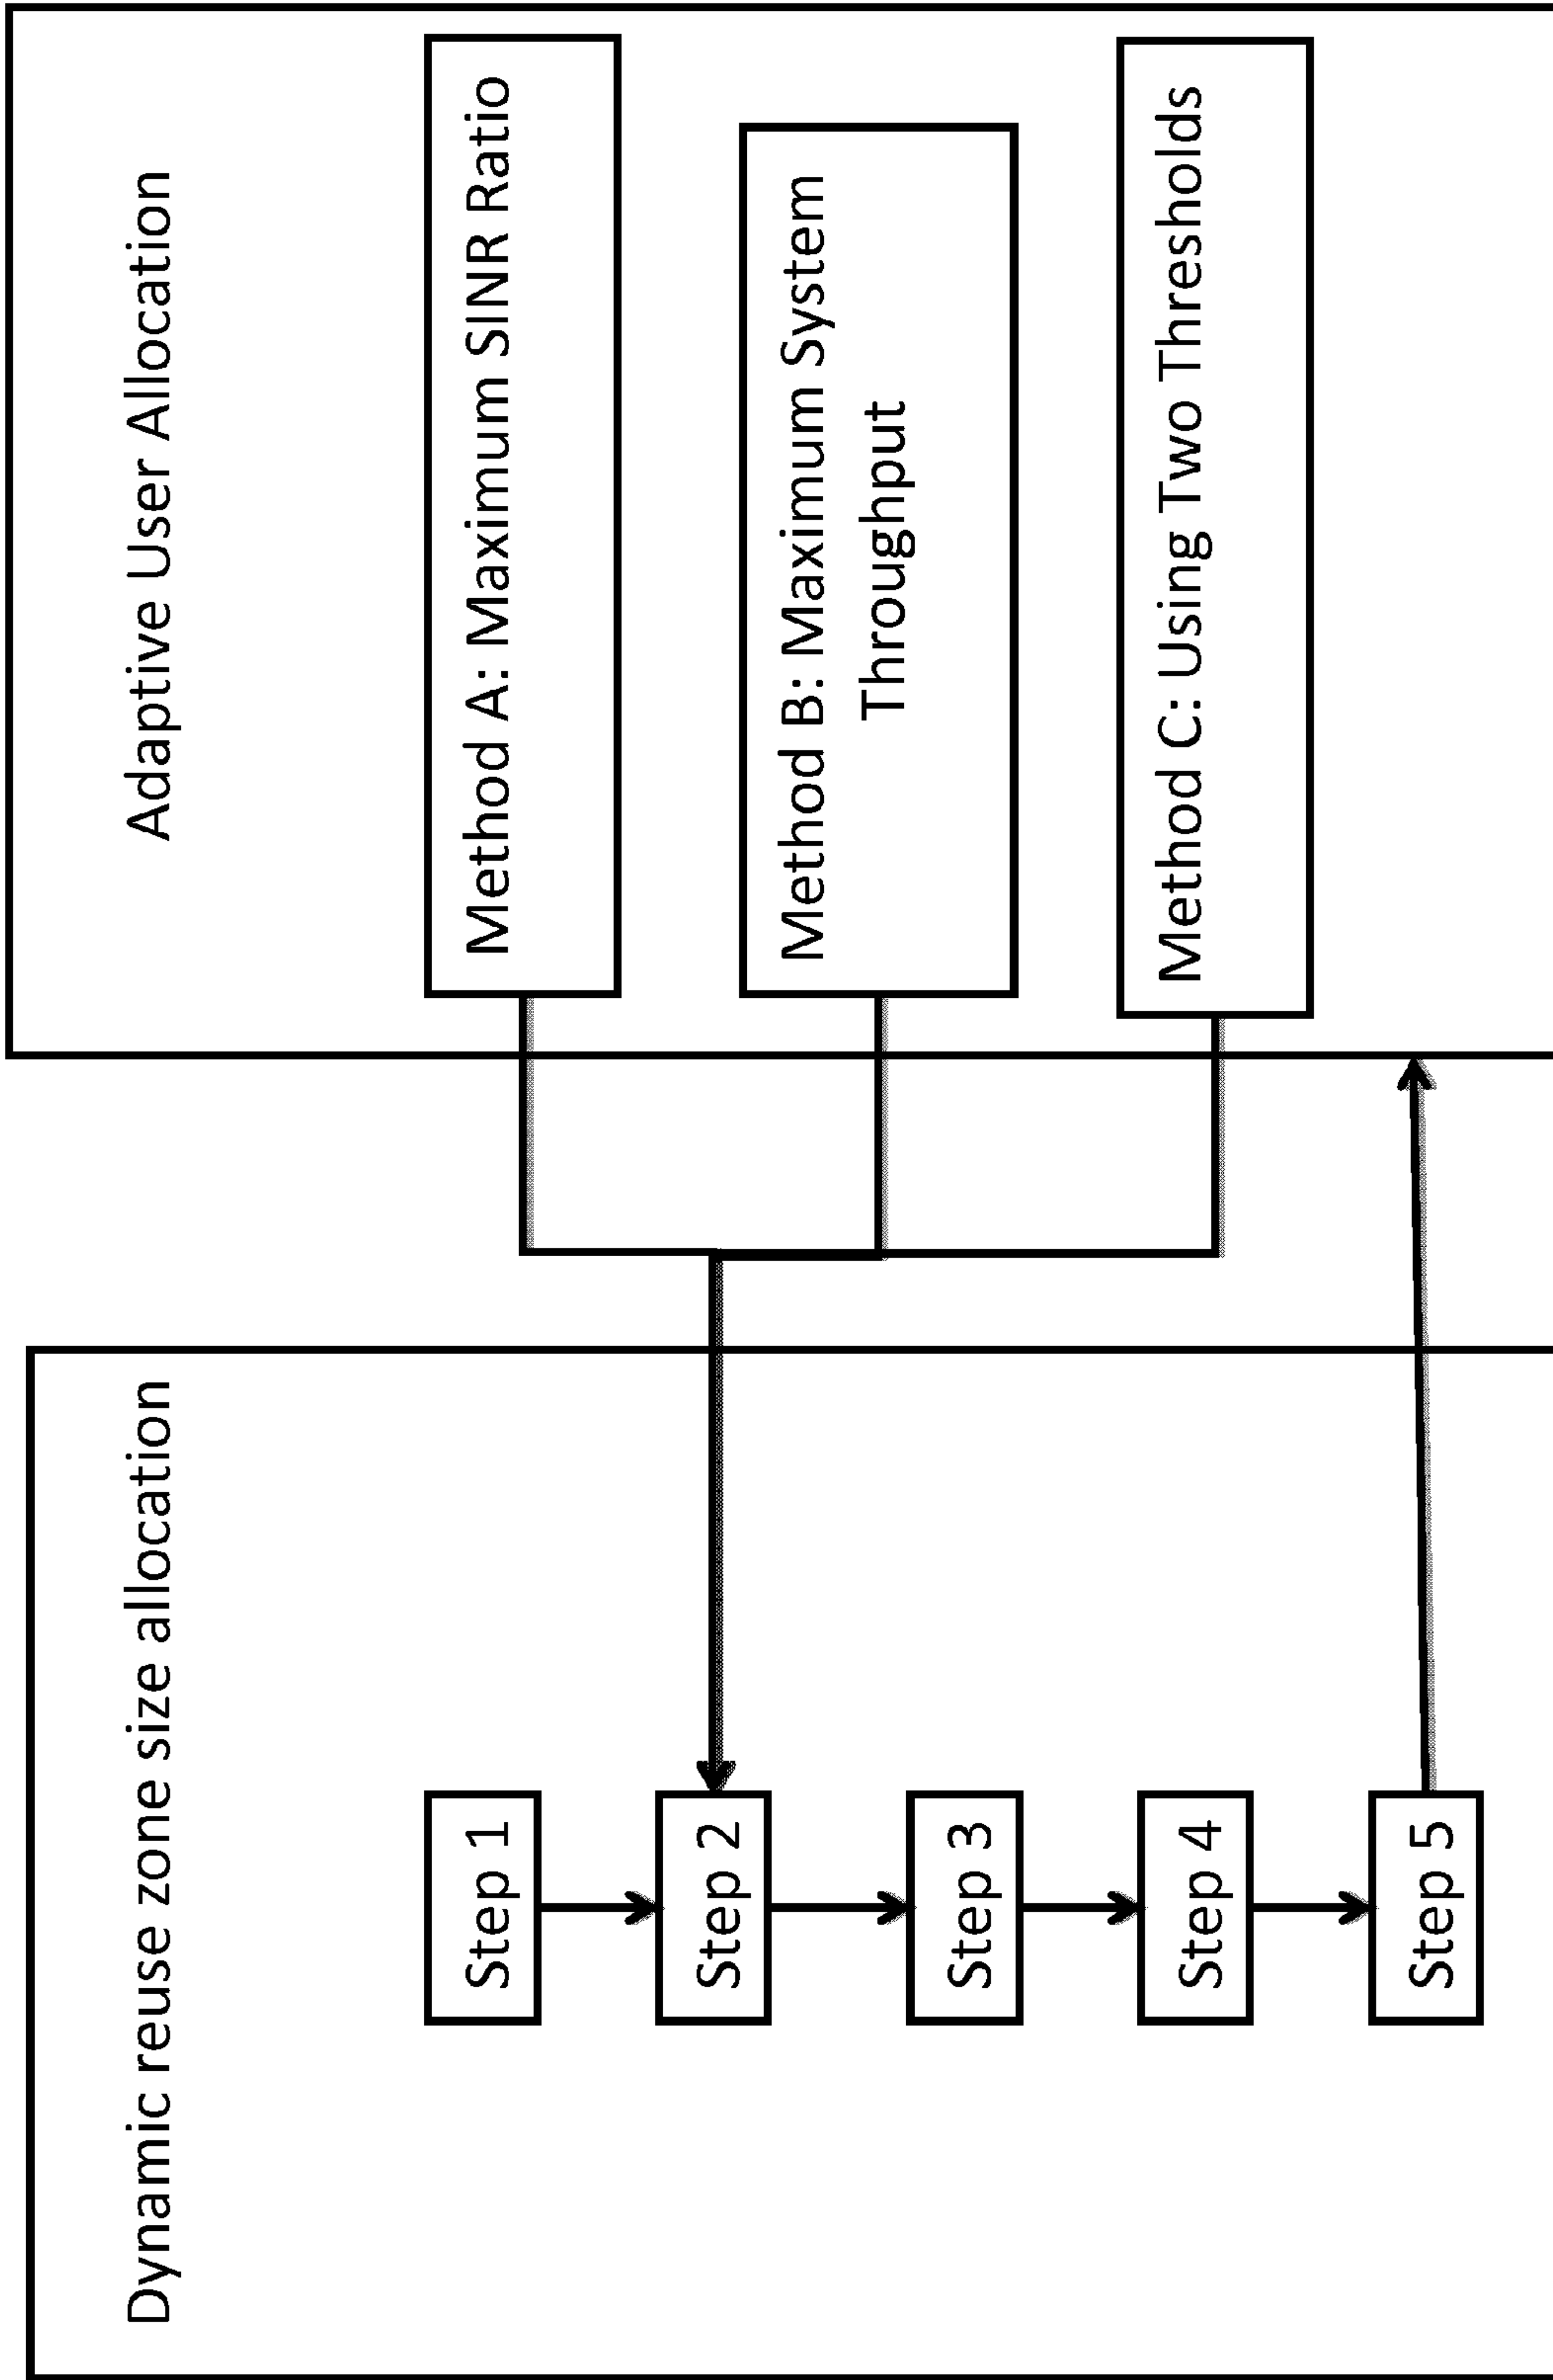 Dynamic reuse zone size allocation
Step 1
Step 2
Step 3
Step 4
Step 5
Adaptive User Allocation
Method A: Maximum SINR Ratio
Method B: Maximum System
Throughput
Method C: Using Two Thresholds